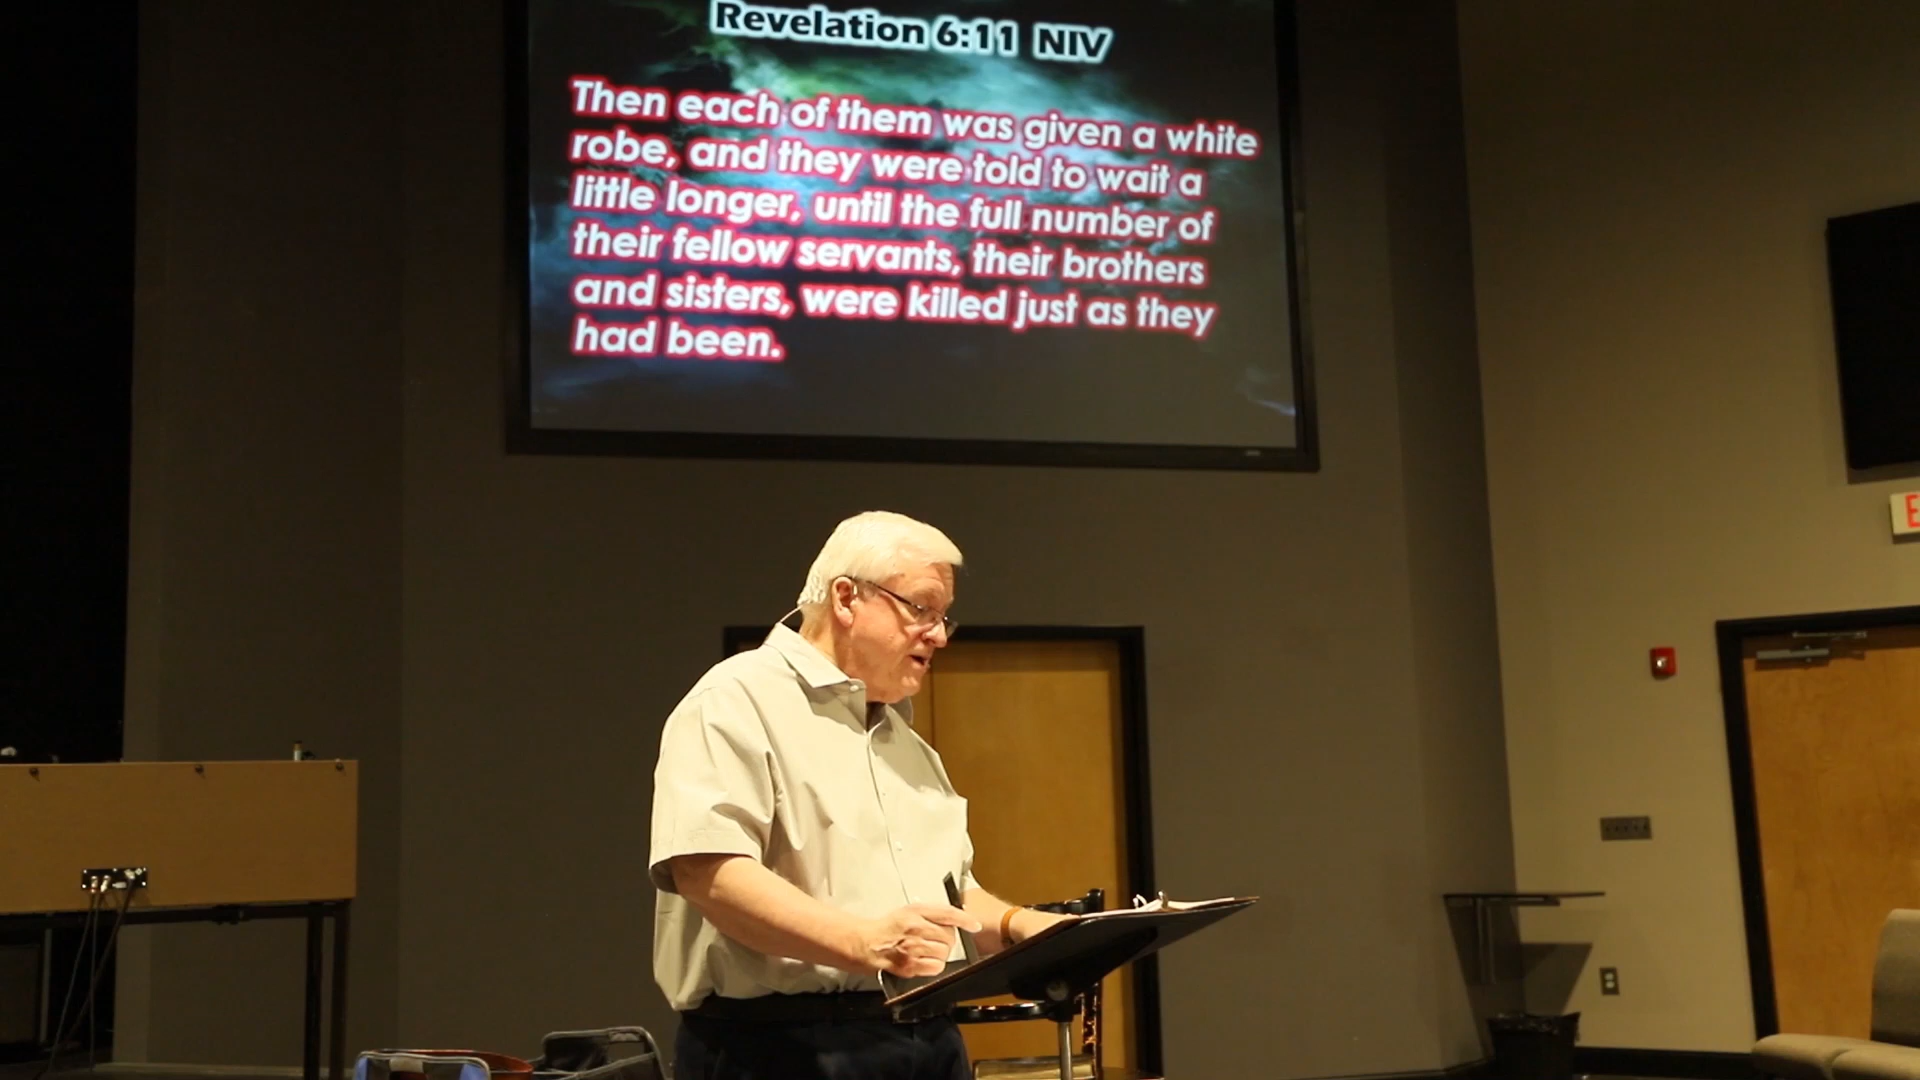 Revelation 6:11 NIV
Then each of them was given a white
robe, and they were told to wait a
little longer, until the full number of
their fellow servants, their brothers
and sisters, were killed just as they
had been.
E